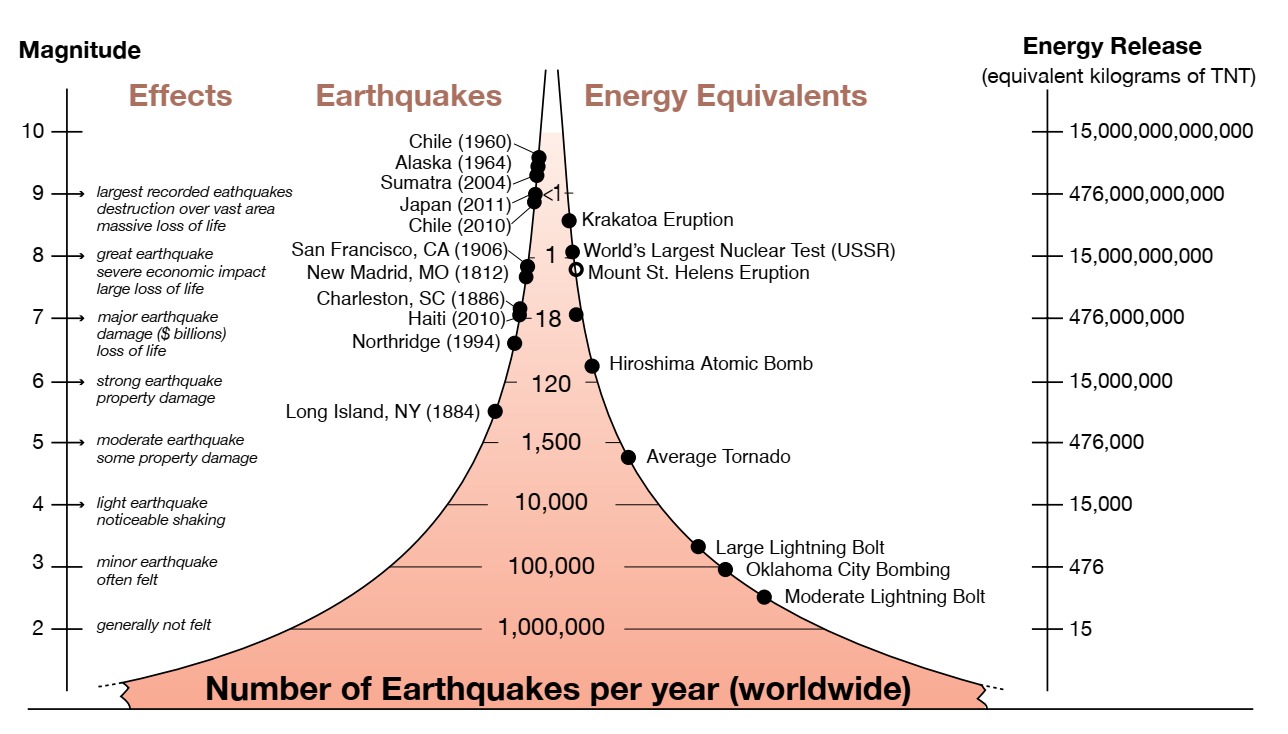 Magnitude
Energy Release
(equivalent kilograms of TNT)
Effects
Earthquakes
Energy Equivalents
10
15,000,000,000,000
Chile (1960)
Alaska (1964)
Sumatra (2004)
9
largest recorded eathquakes
destruction over vast area
massive loss of life
<1
476,000,000,000
Japan (2011)
Chile (2010)
Krakatoa Eruption
8
great earthquake
severe economic impact
large loss of life
San Francisco, CA (1906)
New Madrid, MO (1812)
1
World's Largest Nuclear Test (USSR)
Mount St. Helens Eruption
15,000,000,000
Charleston, SC (1886)
7
major earthquake
damage ($ billions)
loss of life
Haiti (2010)
18
476,000,000
Northridge (1994)
Hiroshima Atomic Bomb
6
strong earthquake
property damage
120
15,000,000
Long Island, NY (1884)
5
moderate earthquake
some property damage
1,500
476,000
Average Tornado
4
light earthquake
noticeable shaking
10,000
15,000
Large Lightning Bolt
3
minor earthquake
often felt
100,000
Oklahoma City Bombing
476
Moderate Lightning Bolt
2
generally not felt
1,000,000
15
Number of Earthquakes per year (worldwide)